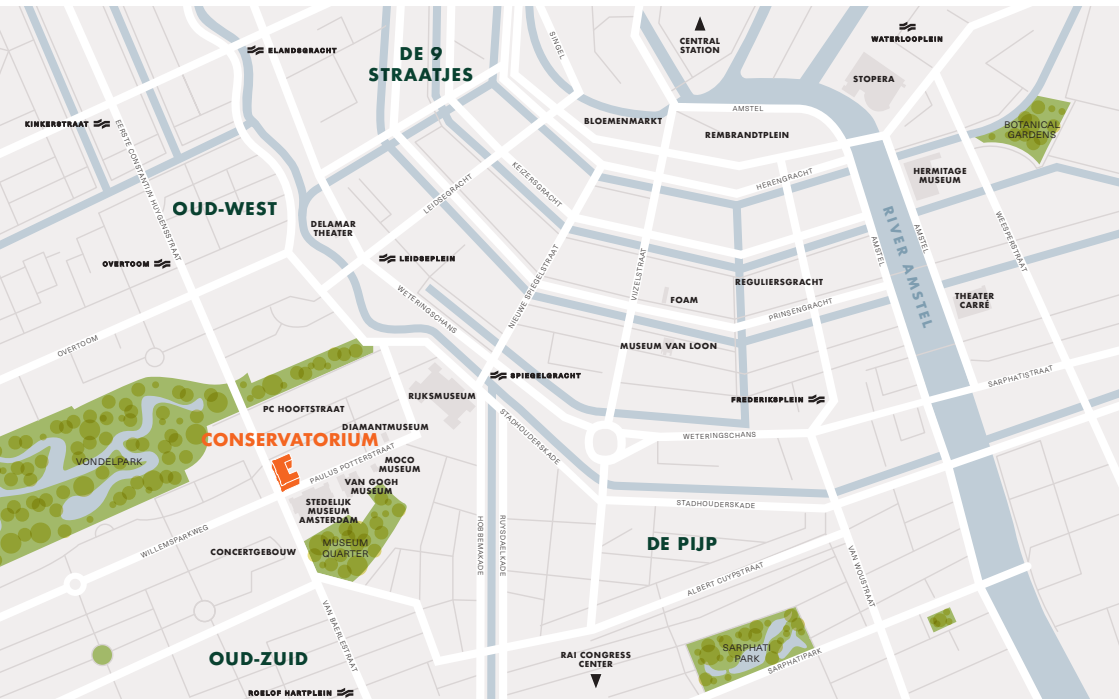 CENTRAL
STATION
WATERLOOPLEIN
SINGEL
ELANDSGRACHT
DE 9
STRAATJES
STOPERA
AMSTEL
BLOEMENMARKT
REMBRANDTPLEIN
BOTANICAL
GARDENS
KINKERSTRAAT
EERSTE CONSTANTIJN HUYGENSSTRAAT
HERENGRACHT
HERMITAGE
MUSEUM
KEIZERSGRACHT
LEIDSEGRACHT
OUD-WEST
DELAMAR
THEATER
RIVER AMSTEL
AMSTEL
AMSTEL
WEESPERSTRAAT
OVERTOOM
LEIDSEPLEIN
NIEUWE SPIEGELSTRAAT
VIJZELSTRAAT
REGULIERSGRACHT
FOAM
PRINSENGRACHT
THEATER
CARRÉ
WETERINGSCHANS
OVERTOOM
MUSEUM VAN LOON
SPIEGELGRACHT
SARPHATISTRAAT
RIJKSMUSEUM
FREDERIKSPLEIN
PC HOOFTSTRAAT
DIAMANTMUSEUM
CONSERVATORIUM
STADHOUDERSKADE
WETERINGSCHANS
VONDELPARK
PAULUS POTTERSTRAAT
MOCO
MUSEUM
VAN GOGH
MUSEUM
STEDELIJK
MUSEUM
AMSTERDAM
STADHOUDERSKADE
WILLEMSPARKWEG
CONCERTGEBOUW
MUSEUM
QUARTER
HOBBEMAKADE
RUYSDAELKADE
DE PIJP
ALBERT CUYPSTRAAT
VAN WOUSTRAAT
VAN BAERLESTRAAT
OUD-ZUID
RAI CONGRESS
CENTER
SARPHATI
PARK
SARPHATIPARK
ROELOF HARTPLEIN